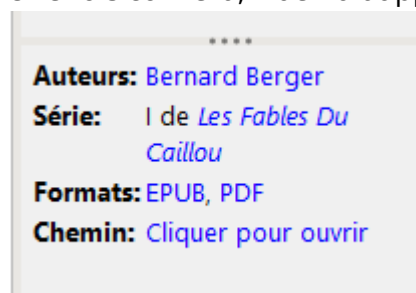 Auteurs: Bernard Berger
Série: I de Les Fables Du
Caillou
Formats: EPUB, PDF
Chemin: Cliquer pour ouvrir